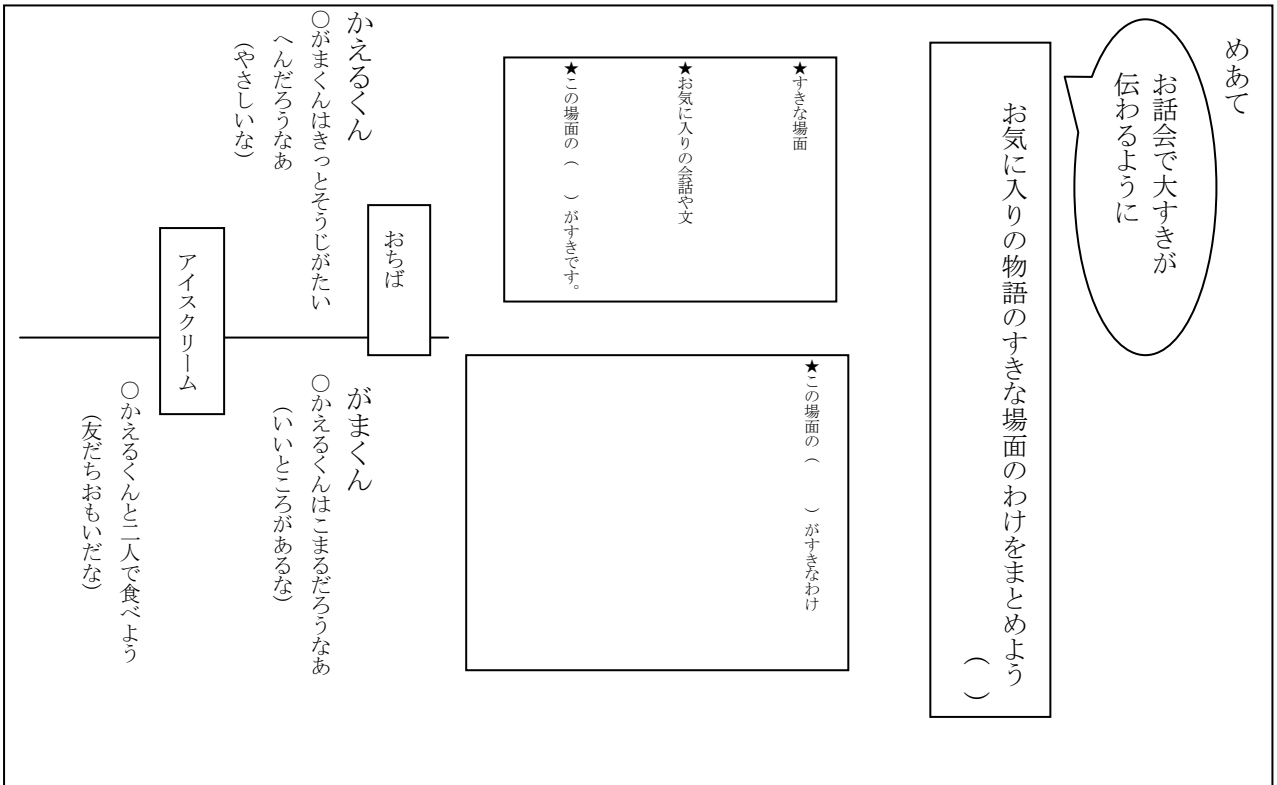 めあて
お話会で大すきが
伝わるように
お気に入りの物語のすきな場面のわけをまとめよう
(　)
★すきな場面
★お気に入りの会話や文
★この場面の（　　）がすきです。
★この場面の（　　　）がすきなわけ
おちば
かえるくん
○がまくんはきっとそうじがたい
へんだろうなあ
(やさしいな)
がまくん
○かえるくんはこまるだろうなあ
(いいところがあるな)
アイスクリーム
○かえるくんと二人で食べよう
(友だちおもいだな)